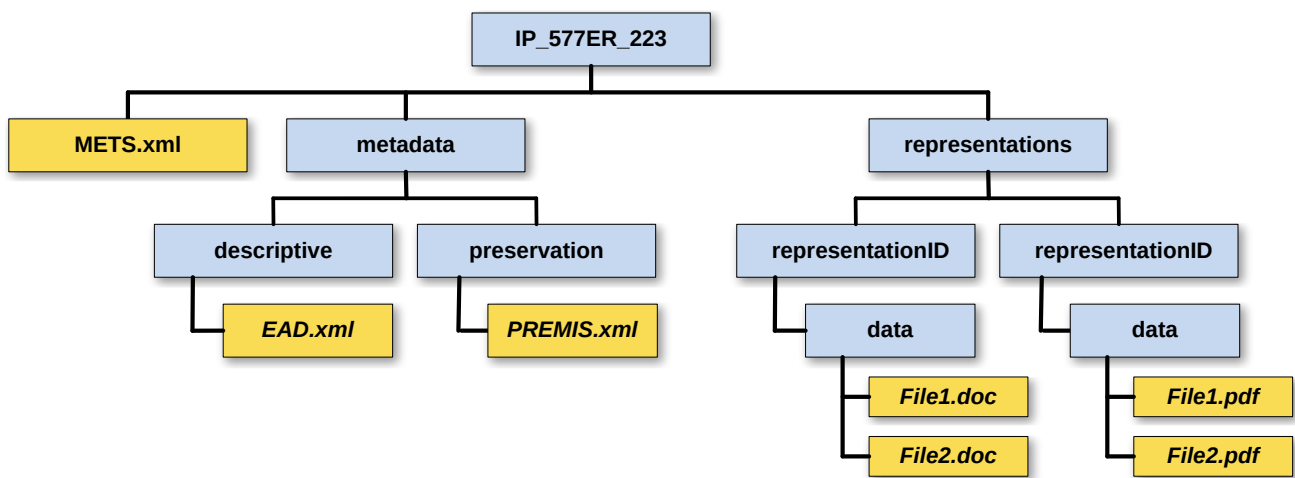 IP_577ER_223
METS.xml
metadata
representations
descriptive
preservation
representationID
representationID
EAD.xml
PREMIS.xml
data
data
File1.doc
File1.pdf
File2.doc
File2.pdf